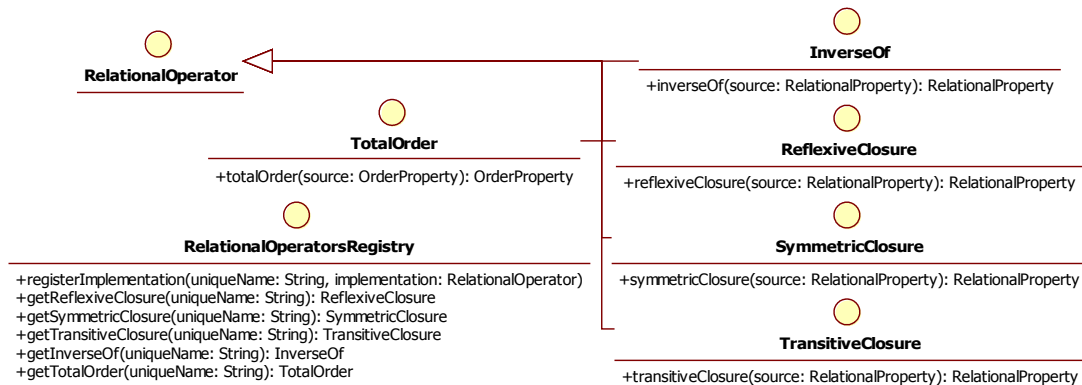 RelationalOperator
InverseOf
+inverseOf(source: RelationalProperty): RelationalProperty
TotalOrder
+totalOrder(source: OrderProperty): OrderProperty
ReflexiveClosure
+reflexiveClosure(source: RelationalProperty): RelationalProperty
RelationalOperatorsRegistry
+registerImplementation(uniqueName: String, implementation: RelationalOperator)
+getReflexiveClosure(uniqueName: String): ReflexiveClosure
+getSymmetricClosure(uniqueName: String): SymmetricClosure
+getTransitiveClosure(uniqueName: String): TransitiveClosure
+getInverseOf(uniqueName: String): InverseOf
+getTotalOrder(uniqueName: String): TotalOrder
SymmetricClosure
+symmetricClosure(source: RelationalProperty): RelationalProperty
TransitiveClosure
+transitiveClosure(source: RelationalProperty): RelationalProperty